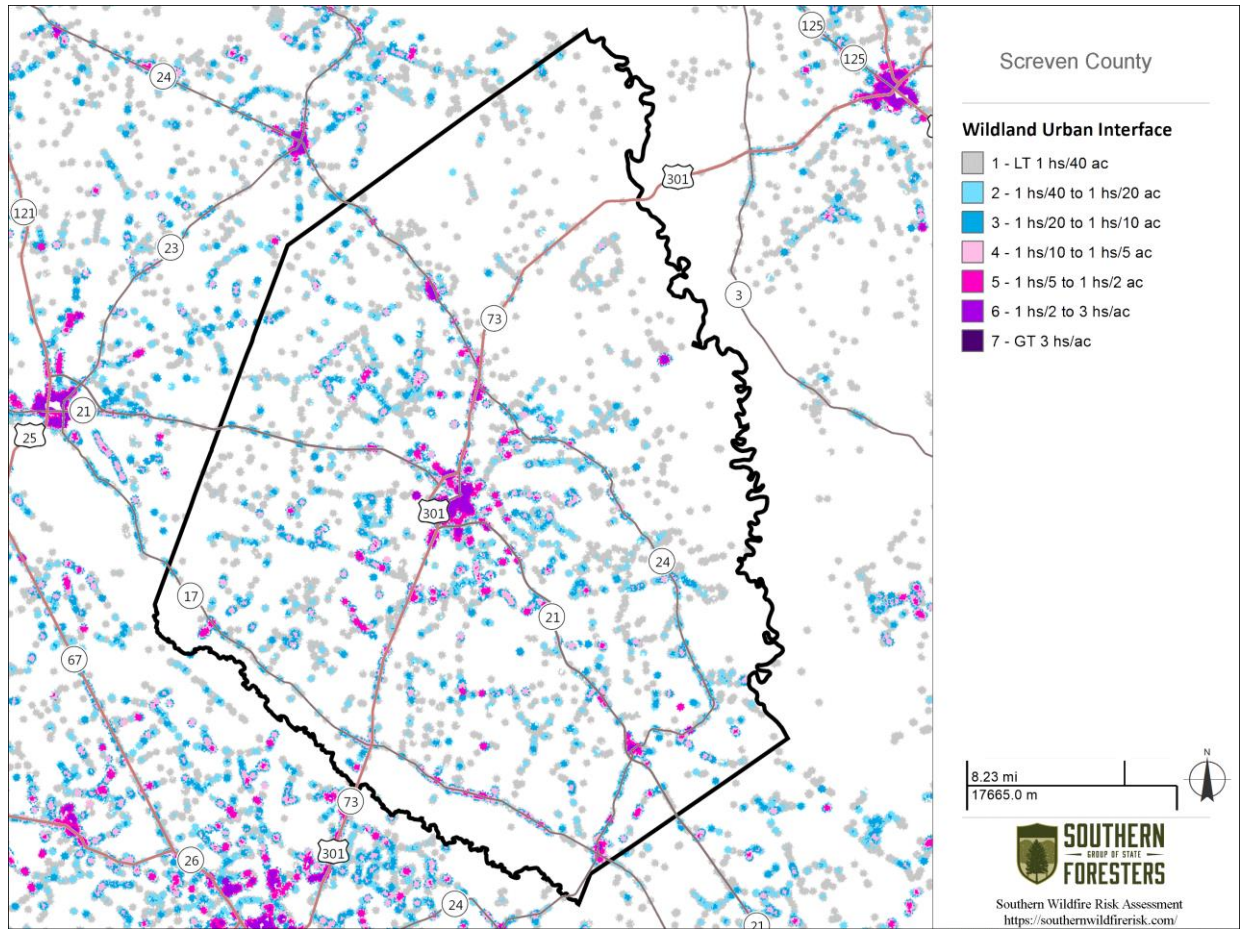 Screven County
Wildland Urban Interface
1 - LT 1 hs/40 ac
2 - 1 hs/40 to 1 hs/20 ac
3 - 1 hs/20 to 1 hs/10 ac
4 - 1 hs/10 to 1 hs/5 ac
5 - 1 hs/5 to 1 hs/2 ac
6 - 1 hs/2 to 3 hs/ac
7 - GT 3 hs/ac
125
125
24
301
121
23
3
73
21
25
301
24
17
21
67
73
301
26
24
21
N
8.23 mi
17665.0 m
SOUTHERN
GROUP OF STATE
FORESTERS
Southern Wildfire Risk Assessment
https://southernwildfirerisk.com/